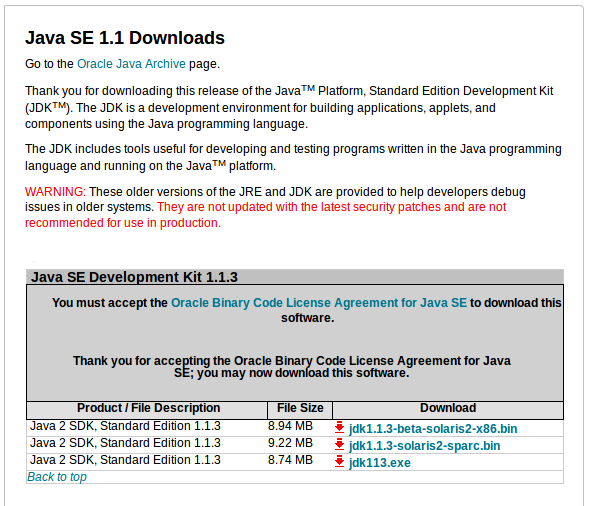 Java SE 1.1 Downloads
Go to the Oracle Java Archive page.
Thank you for downloading this release of the Java™ Platform, Standard Edition Development Kit
(JDK™). The JDK is a development environment for building applications, applets, and
components using the Java programming language.
The JDK includes tools useful for developing and testing programs written in the Java programming
language and running on the Java™ platform.
WARNING: These older versions of the JRE and JDK are provided to help developers debug
issues in older systems. They are not updated with the latest security patches and are not
recommended for use in production.
Java SE Development Kit 1.1.3
You must accept the Oracle Binary Code License Agreement for Java SE to download this
software.
Thank you for accepting the Oracle Binary Code License Agreement for Java
SE; you may now download this software.
Product / File Description File Size Download
Java 2 SDK, Standard Edition 1.1.3 8.94 MB jdk1.1.3-beta-solaris2-x86.bin
Java 2 SDK, Standard Edition 1.1.3 9.22 MB jdk1.1.3-solaris2-sparc.bin
Java 2 SDK, Standard Edition 1.1.3 8.74 MB jdk113.exe
Back to top